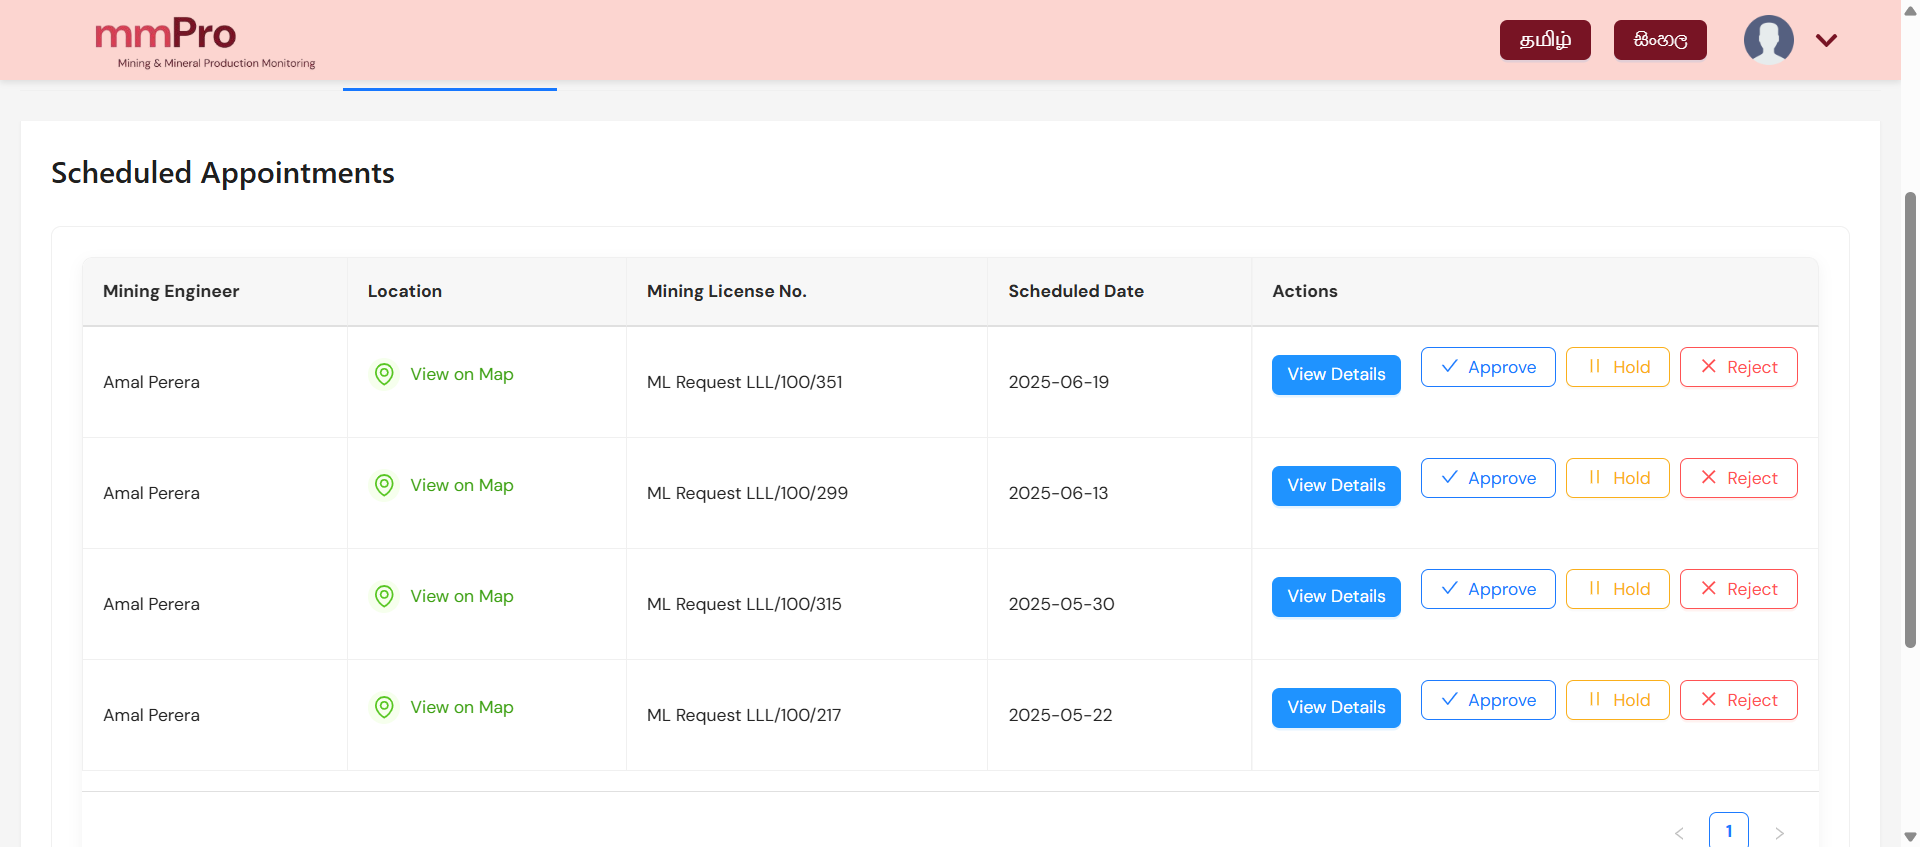 mmPro
Mining & Mineral Production Monitoring
தமிழ்
සිංහල
Scheduled Appointments
Mining Engineer Location Mining License No. Scheduled Date Actions
Amal Perera View on Map ML Request LLL/100/351 2025-06-19 View Details Approve Hold Reject
Amal Perera View on Map ML Request LLL/100/299 2025-06-13 View Details Approve Hold Reject
Amal Perera View on Map ML Request LLL/100/315 2025-05-30 View Details Approve Hold Reject
Amal Perera View on Map ML Request LLL/100/217 2025-05-22 View Details Approve Hold Reject
1